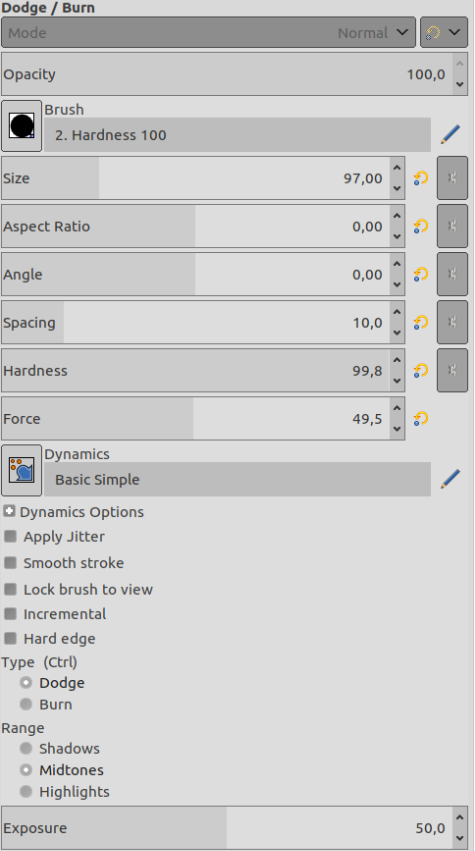 Dodge / Burn
Mode Normal
Opacity 100,0
Brush
2. Hardness 100
Size 97,00
Aspect Ratio 0,00
Angle 0,00
Spacing 10,0
Hardness 99,8
Force 49,5
Dynamics
Basic Simple
Dynamics Options
Apply Jitter
Smooth stroke
Lock brush to view
Incremental
Hard edge
Type (Ctrl)
Dodge
Burn
Range
Shadows
Midtones
Highlights
Exposure 50,0